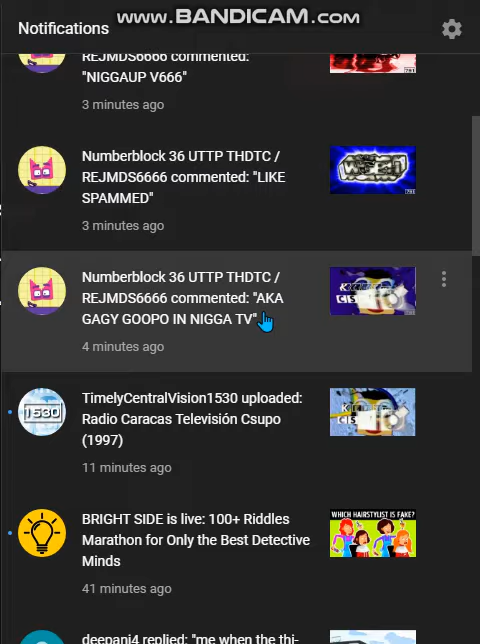 WWW.BANDICAM.COM
Notifications
REJMDS6666 commented:
"NIGGAUP V666"
3 minutes ago
Numberblock 36 UTTP THDTC /
REJMDS6666 commented: "LIKE
SPAMMED"
3 minutes ago
Numberblock 36 UTTP THDTC /
REJMDS6666 commented: "AKA
GAGY GOOPO IN NIGGA TV"
4 minutes ago
1530
TimelyCentralVision1530 uploaded:
Radio Caracas Televisión Csupo
(1997)
11 minutes ago
BRIGHT SIDE is live: 100+ Riddles
Marathon for Only the Best Detective
Minds
WHICH HAIRSTYLIST IS FAKE?
41 minutes ago
deepani4 replied: "me when the thi-